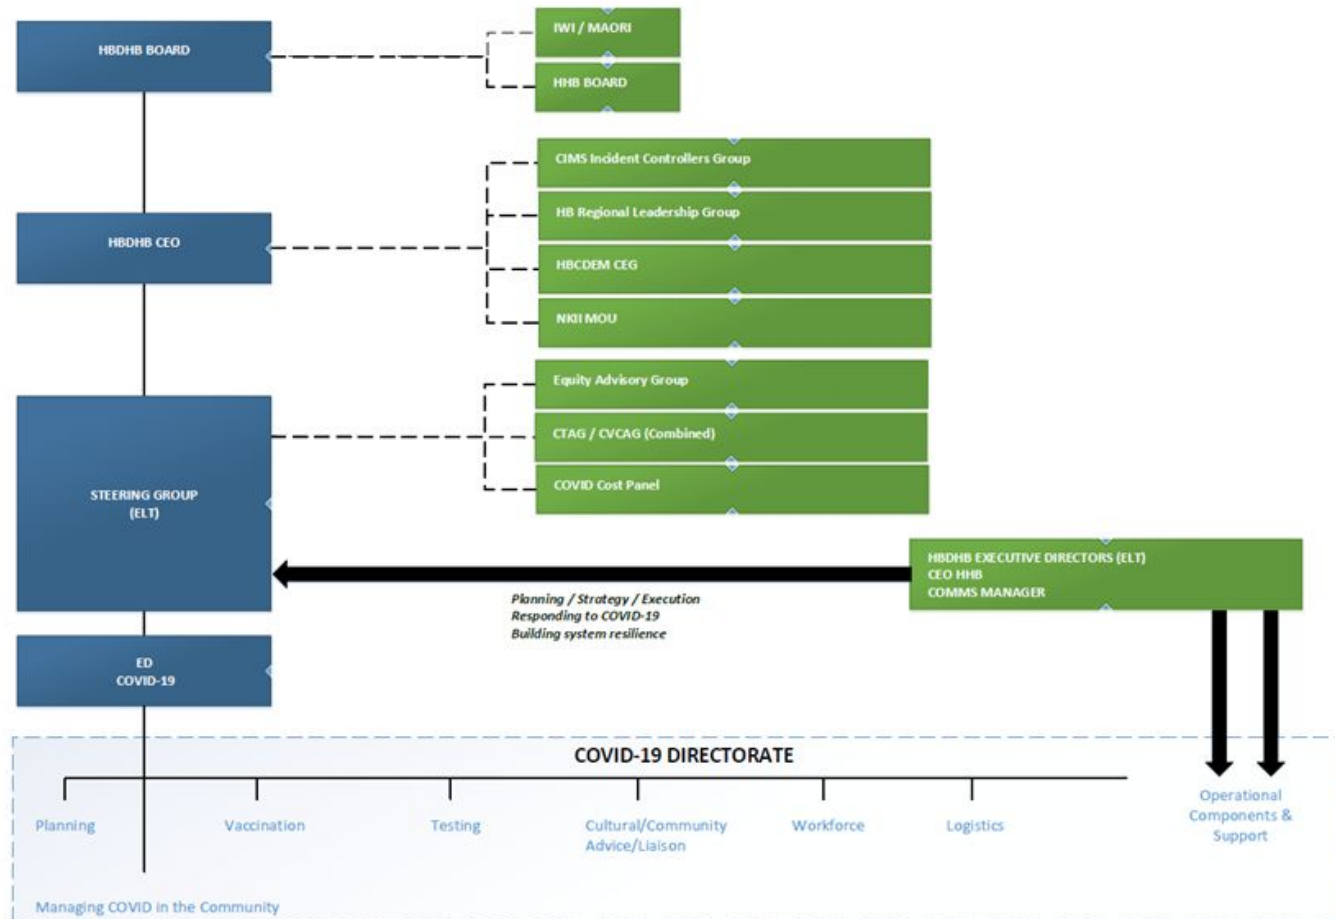 HBDHB BOARD
IWI / MAORI
HHB BOARD
HBDHB CEO
CIMS Incident Controllers Group
HB Regional Leadership Group
HBCDEM CEG
NKII MOU
STEERING GROUP
(ELT)
Equity Advisory Group
CTAG / CVCAG (Combined)
COVID Cost Panel
HBDHB EXECUTIVE DIRECTORS (ELT)
CEO HHB
COMMS MANAGER
Planning / Strategy / Execution
Responding to COVID-19
Building system resilience
ED
COVID-19
COVID-19 DIRECTORATE
Planning
Vaccination
Testing
Cultural/Community
Advice/Liaison
Workforce
Logistics
Operational
Components &
Support
Managing COVID in the Community